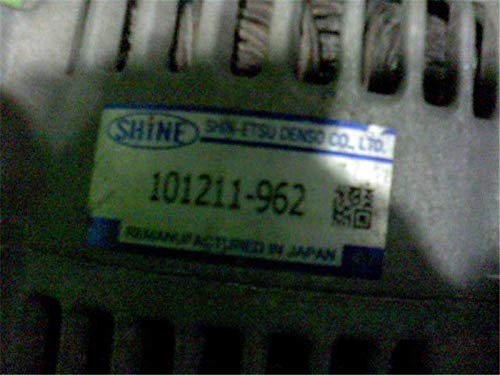 SHiNE SHIN-ETSU DENSO CO., LTD.
101211-962
REMANUFACTURED IN JAPAN